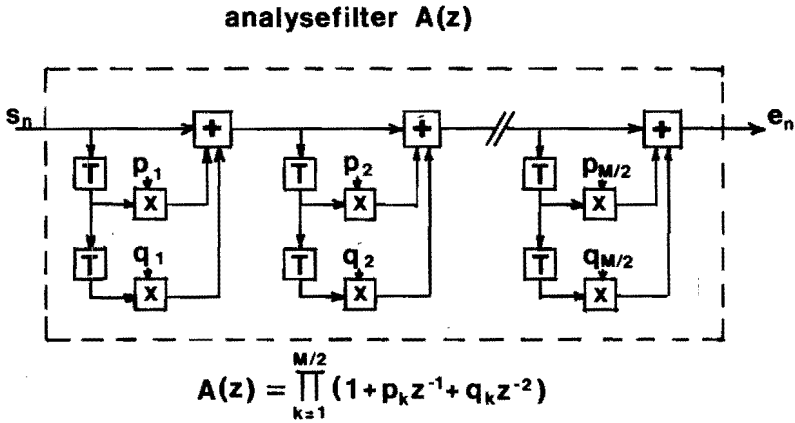 analysefilter A(z)
sn + + + en
T p1 T p2 T pM/2
x x x
T q1 T q2 T qM/2
x x x
M/2
A(z) = ∏ (1+pkz⁻¹+qkz⁻²)
k=1